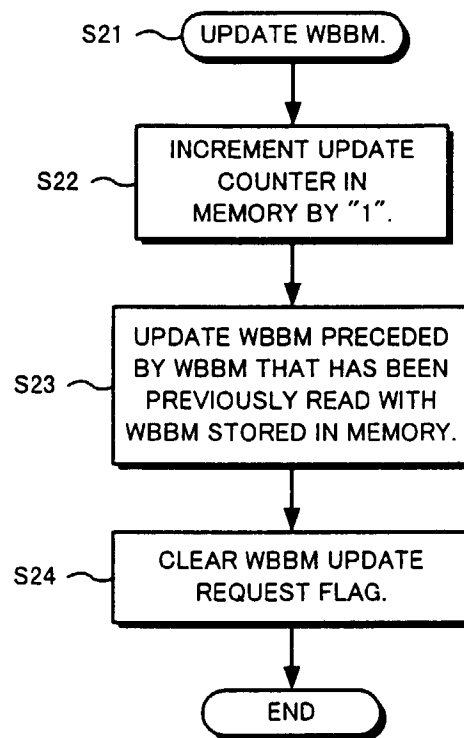 S21
UPDATE WBBM.
S22
INCREMENT UPDATE
COUNTER IN
MEMORY BY "1".
S23
UPDATE WBBM PRECEDED
BY WBBM THAT HAS BEEN
PREVIOUSLY READ WITH
WBBM STORED IN MEMORY.
S24
CLEAR WBBM UPDATE
REQUEST FLAG.
END